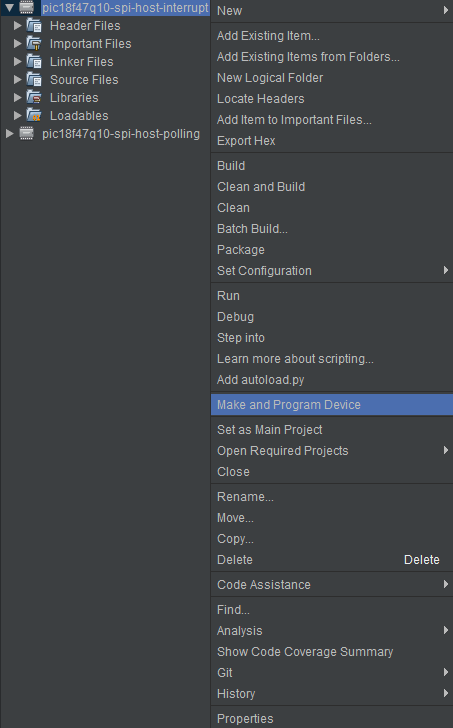 pic18f47q10-spi-host-interrupt
Header Files
Important Files
Linker Files
Source Files
Libraries
Loadables
pic18f47q10-spi-host-polling
New
Add Existing Item...
Add Existing Items from Folders...
New Logical Folder
Locate Headers
Add Item to Important Files...
Export Hex
Build
Clean and Build
Clean
Batch Build...
Package
Set Configuration
Run
Debug
Step into
Learn more about scripting...
Add autoload.py
Make and Program Device
Set as Main Project
Open Required Projects
Close
Rename...
Move...
Copy...
Delete Delete
Code Assistance
Find...
Analysis
Show Code Coverage Summary
Git
History
Properties